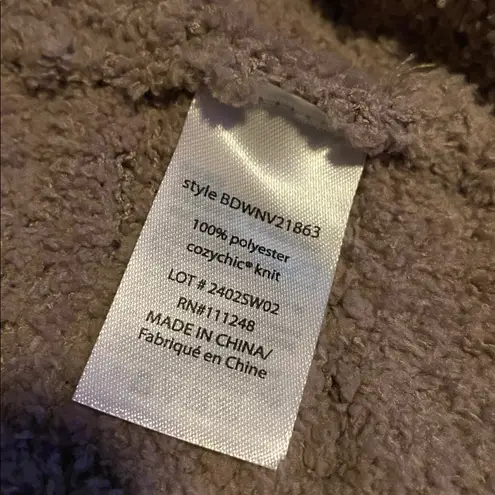 style BDWNV21863
100% polyester
cozychic® knit
LOT # 2402SW02
RN#111248
MADE IN CHINA/
Fabriqué en Chine